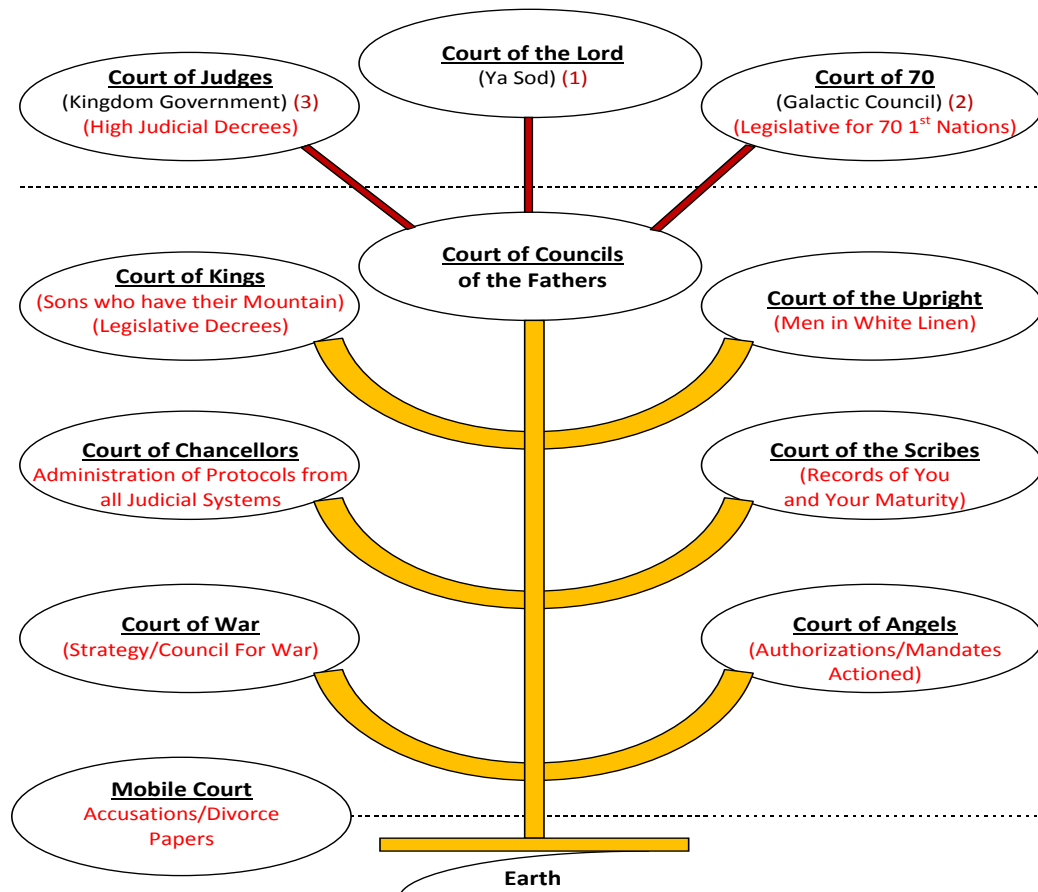 Court of the Lord
(Ya Sod) (1)
Court of Judges
(Kingdom Government) (3)
(High Judicial Decrees)
Court of 70
(Galactic Council) (2)
(Legislative for 70 1st Nations)
Court of Councils
of the Fathers
Court of Kings
(Sons who have their Mountain)
(Legislative Decrees)
Court of the Upright
(Men in White Linen)
Court of Chancellors
Administration of Protocols from
all Judicial Systems
Court of the Scribes
(Records of You
and Your Maturity)
Court of War
(Strategy/Council For War)
Court of Angels
(Authorizations/Mandates
Actioned)
Mobile Court
Accusations/Divorce
Papers
Earth